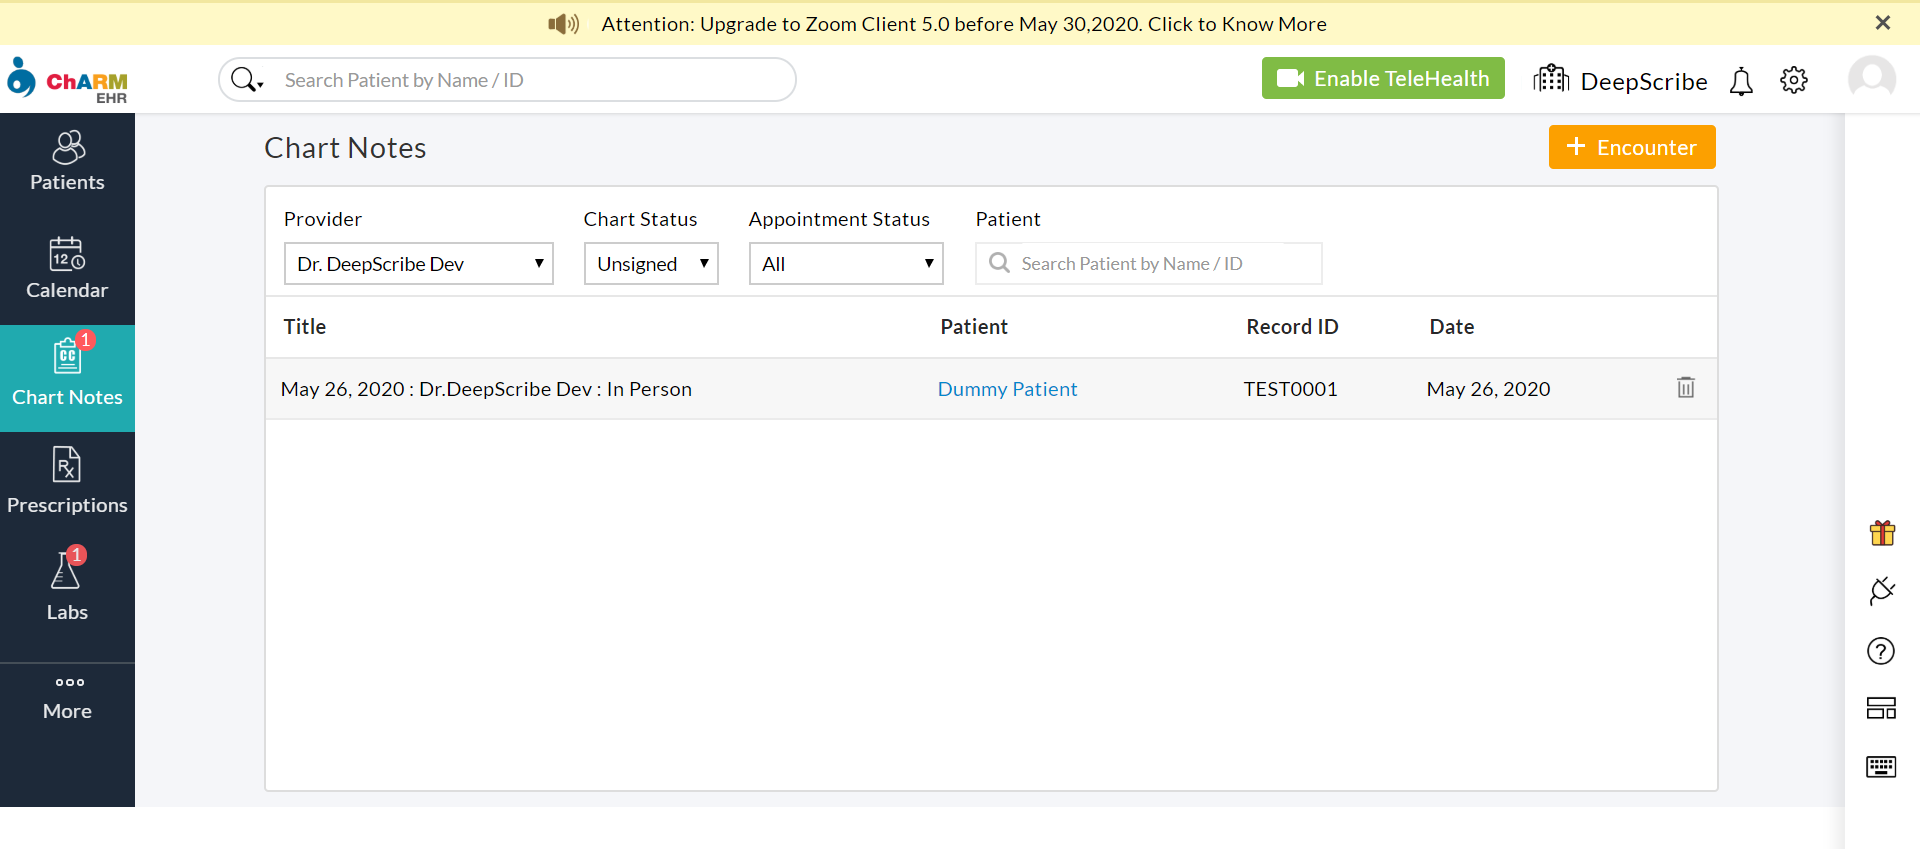 Attention: Upgrade to Zoom Client 5.0 before May 30,2020. Click to Know More
ChARM
EHR
Search Patient by Name / ID
Enable TeleHealth
DeepScribe
Patients
12
Calendar
1
CC
Chart Notes
Rx
Prescriptions
1
Labs
More
Chart Notes
+ Encounter
Provider Chart Status Appointment Status Patient
Dr. DeepScribe Dev Unsigned All Search Patient by Name / ID
Title Patient Record ID Date
May 26, 2020 : Dr.DeepScribe Dev : In Person Dummy Patient TEST0001 May 26, 2020
?